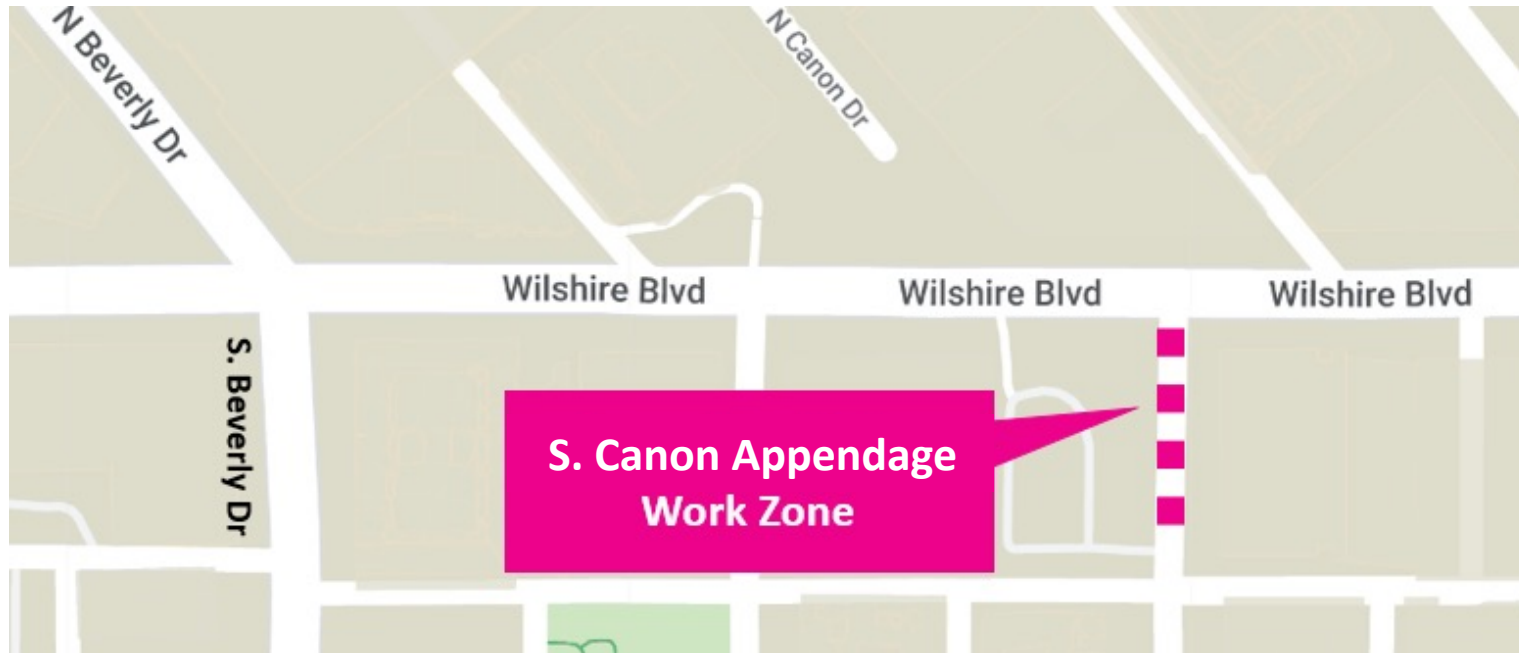 N Beverly Dr
N Canon Dr
Wilshire Blvd
Wilshire Blvd
Wilshire Blvd
S. Beverly Dr
S. Canon Appendage
Work Zone